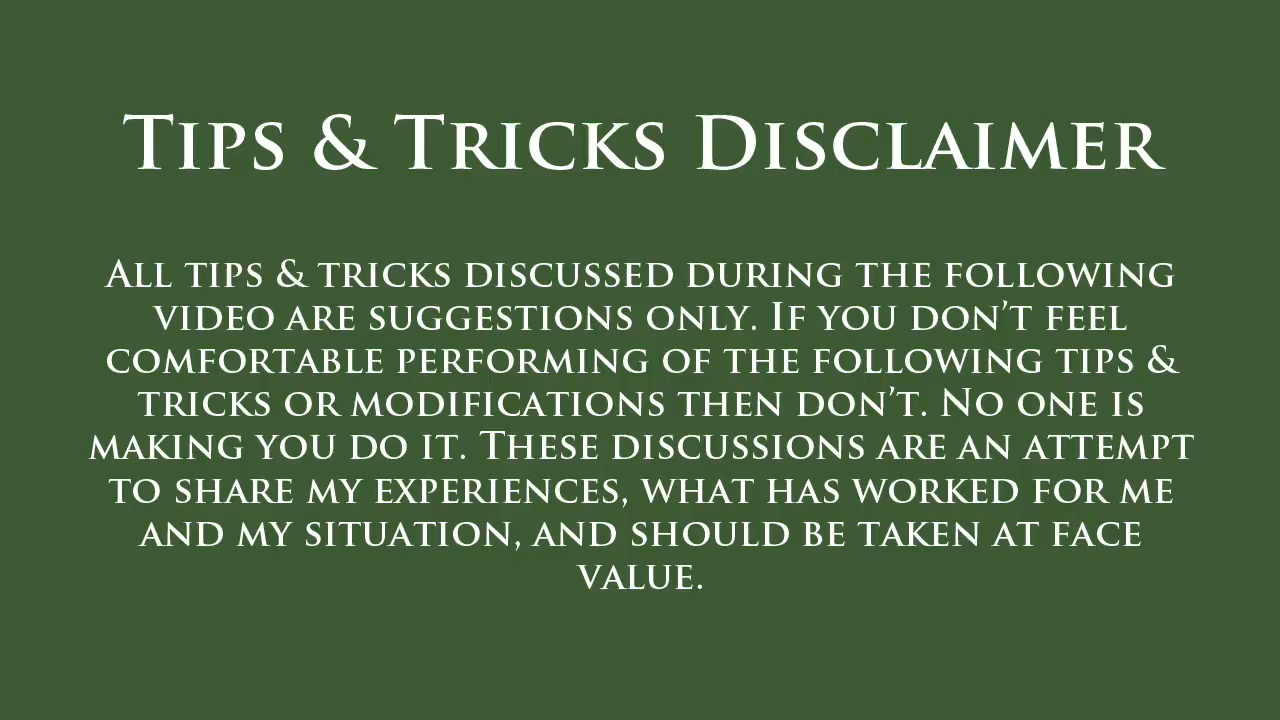 Tips & Tricks Disclaimer
All tips & tricks discussed during the following
video are suggestions only. If you don’t feel
comfortable performing of the following tips &
tricks or modifications then don’t. No one is
making you do it. These discussions are an attempt
to share my experiences, what has worked for me
and my situation, and should be taken at face
value.